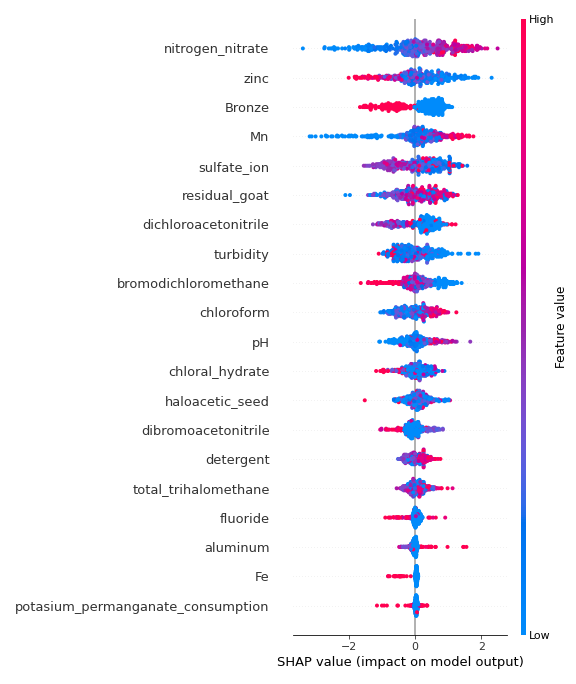 High
nitrogen_nitrate
zinc
Bronze
Mn
sulfate_ion
residual_goat
dichloroacetonitrile
turbidity
bromodichloromethane
chloroform
pH
chloral_hydrate
haloacetic_seed
dibromoacetonitrile
detergent
total_trihalomethane
fluoride
aluminum
Fe
potasium_permanganate_consumption
Feature value
Low
−2 0 2
SHAP value (impact on model output)